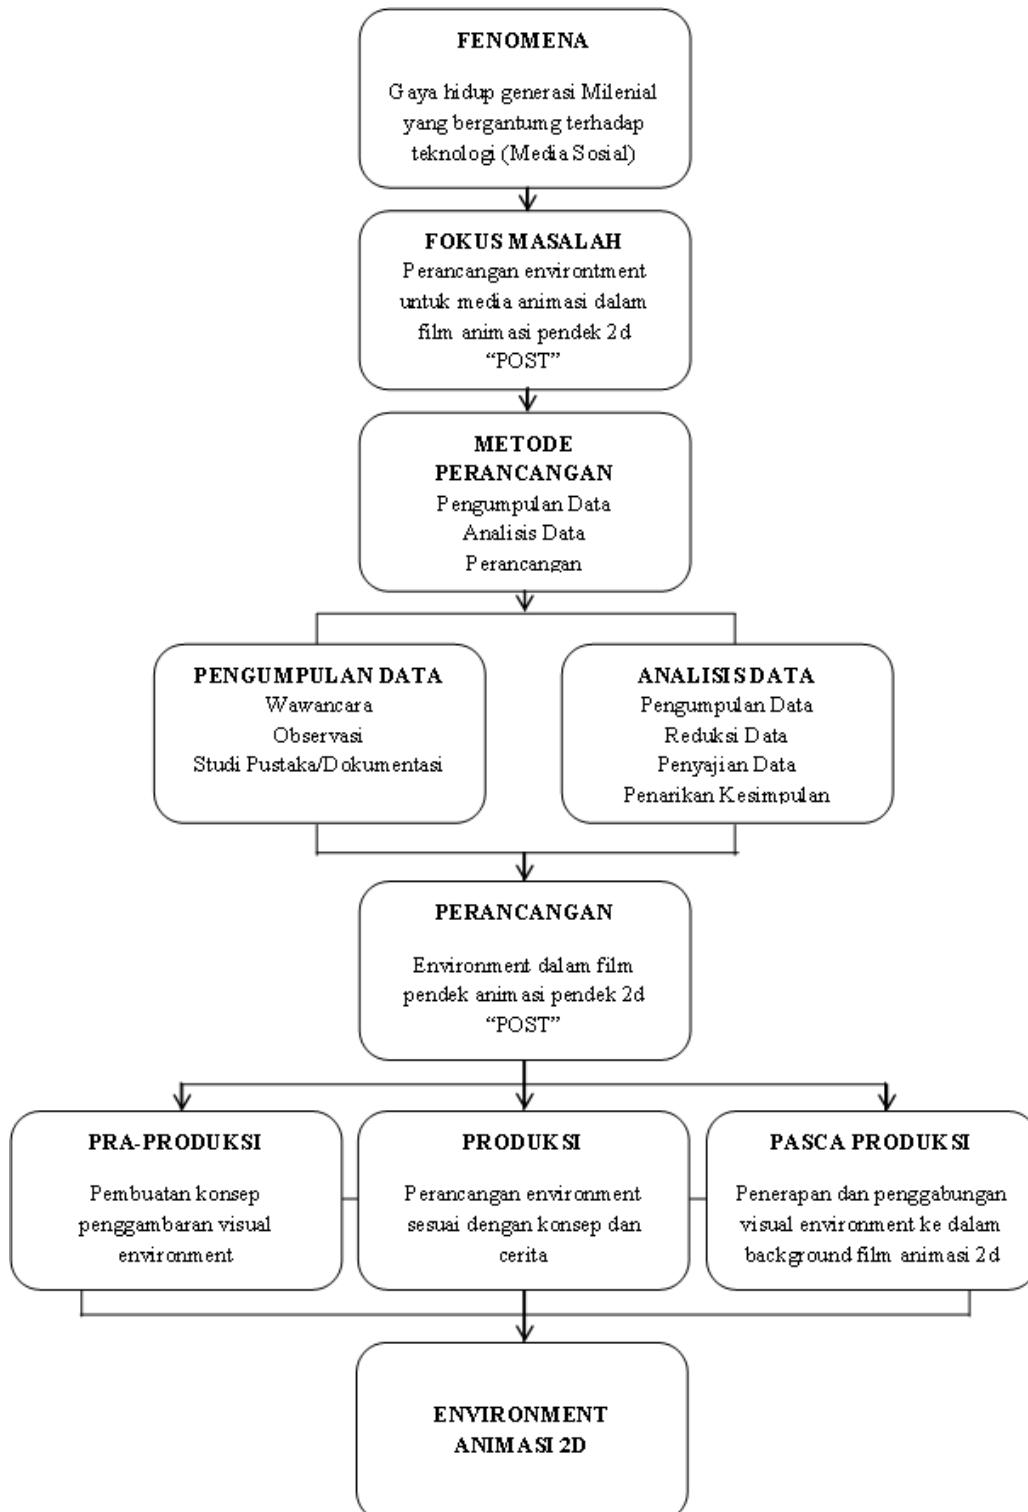 FENOMENA
Gaya hidup generasi Milenial
yang bergantumg terhadap
teknologi (Media Sosial)
FOKUS MASALAH
Perancangan environtment
untuk media animasi dalam
film animasi pendek 2d
“POST”
METODE
PERANCANGAN
Pengumpulan Data
Analisis Data
Perancangan
PENGUMPULAN DATA
Wawancara
Observasi
Studi Pustaka/Dokumentasi
ANALISIS DATA
Pengumpulan Data
Reduksi Data
Penyajian Data
Penarikan Kesimpulan
PERANCANGAN
Environment dalam film
pendek animasi pendek 2d
“POST”
PRA-PRODUKSI
Pembuatan konsep
penggambaran visual
environment
PRODUKSI
Perancangan environment
sesuai dengan konsep dan
cerita
PASCA PRODUKSI
Penerapan dan penggabungan
visual environment ke dalam
background film animasi 2d
ENVIRONMENT
ANIMASI 2D